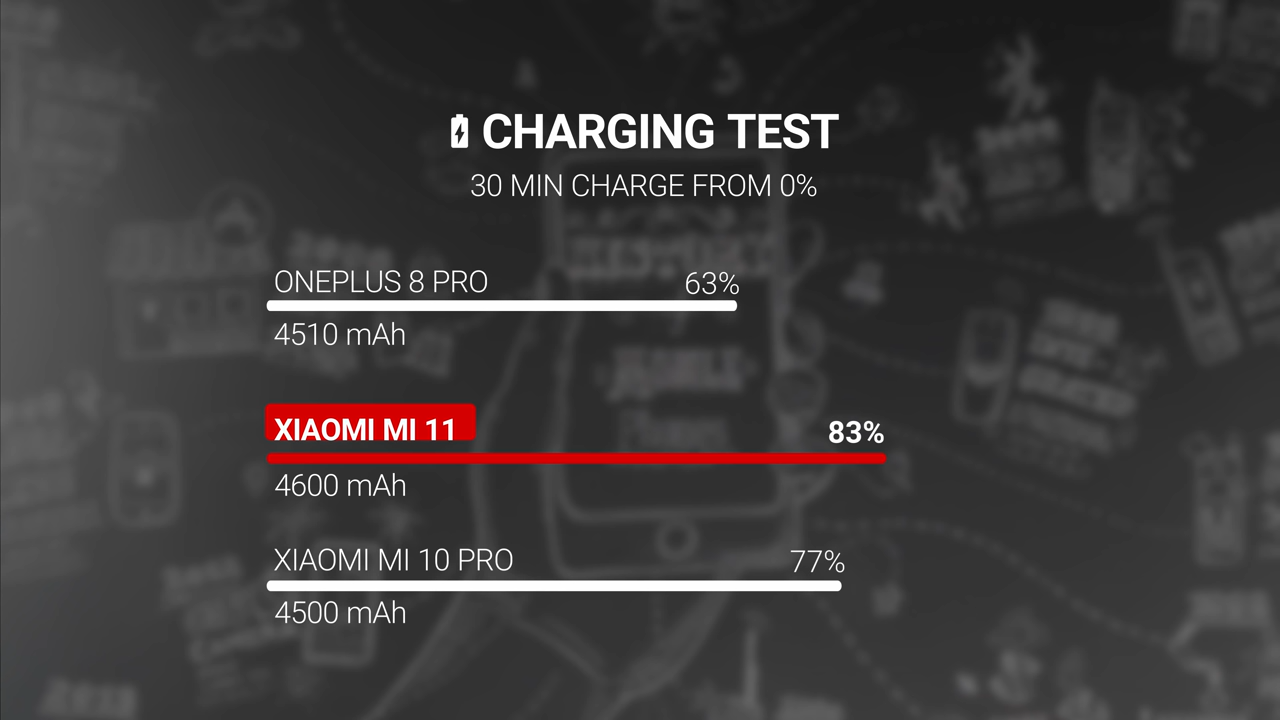 CHARGING TEST
30 MIN CHARGE FROM 0%
ONEPLUS 8 PRO 63%
4510 mAh
XIAOMI MI 11 83%
4600 mAh
XIAOMI MI 10 PRO 77%
4500 mAh